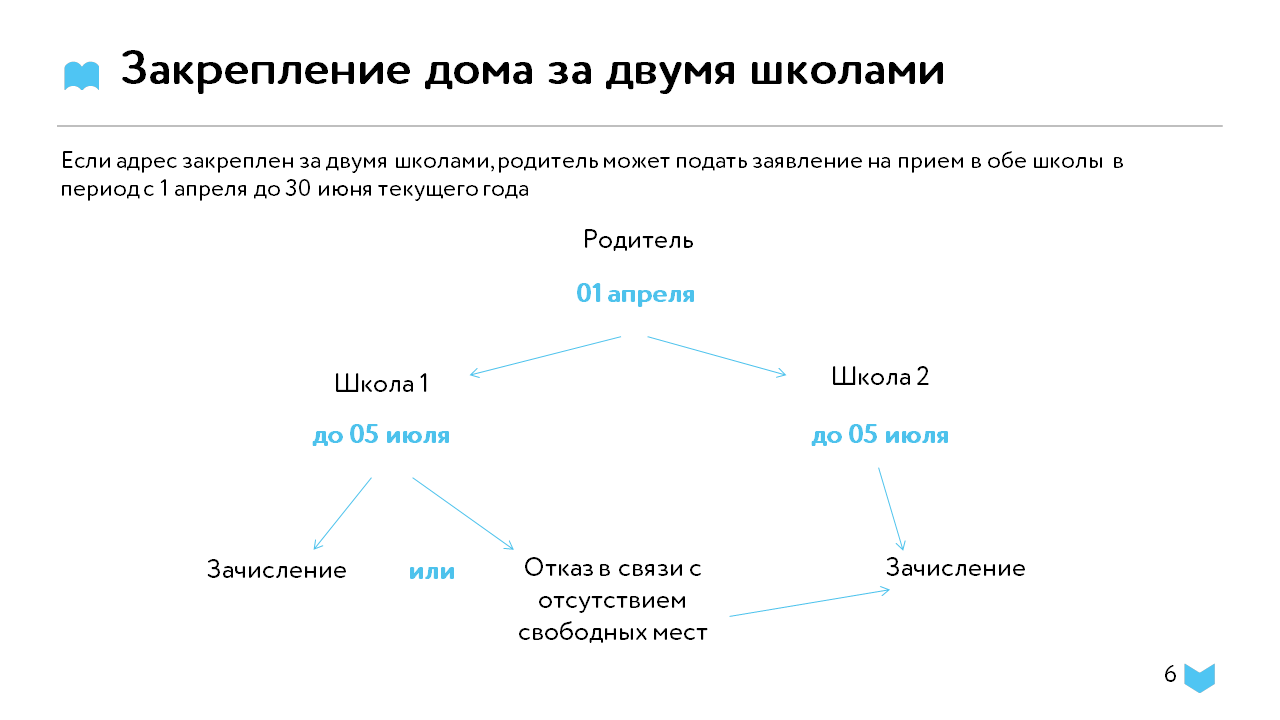 Закрепление дома за двумя школами
Если адрес закреплен за двумя школами, родитель может подать заявление на прием в обе школы в
период с 1 апреля до 30 июня текущего года
Родитель
01 апреля
Школа 1
Школа 2
до 05 июля
до 05 июля
Зачисление
или
Отказ в связи с
отсутствием
свободных мест
Зачисление
6